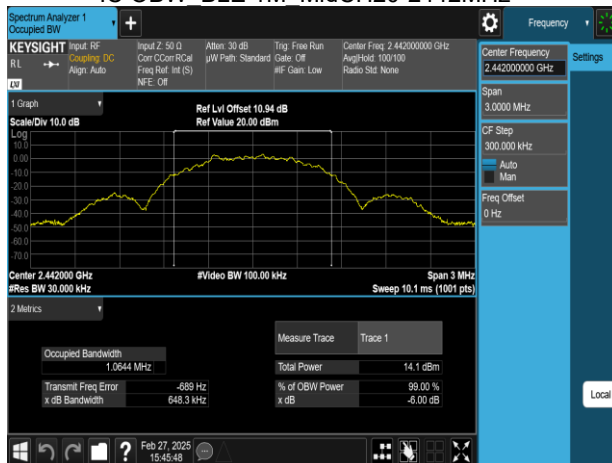 Spectrum Analyzer 1
Occupied BW
Frequency
KEYSIGHT
RL
Input: RF
Coupling: DC
Align: Auto
Input Z: 50 Ω
Corr CCorr RCal
Freq Ref: Int (S)
NFE: Off
Atten: 30 dB
µW Path: Standard
Trig: Free Run
Gate: Off
#IF Gain: Low
Center Freq: 2.442000000 GHz
Avg|Hold: 100/100
Radio Std: None
LXI
1 Graph
Scale/Div 10.0 dB
Ref Lvl Offset 10.94 dB
Ref Value 20.00 dBm
Log
10.0
0.00
-10.0
-20.0
-30.0
-40.0
-50.0
-60.0
-70.0
Center 2.442000 GHz
#Res BW 30.000 kHz
#Video BW 100.00 kHz
Span 3 MHz
Sweep 10.1 ms (1001 pts)
2 Metrics
Measure Trace
Trace 1
Occupied Bandwidth
1.0644 MHz
Total Power
14.1 dBm
Transmit Freq Error
-689 Hz
% of OBW Power
99.00 %
x dB Bandwidth
648.3 kHz
x dB
-6.00 dB
Center Frequency
2.442000000 GHz
Settings
Span
3.0000 MHz
CF Step
300.000 kHz
Auto
Man
Freq Offset
0 Hz
Local
Feb 27, 2025
15:45:48